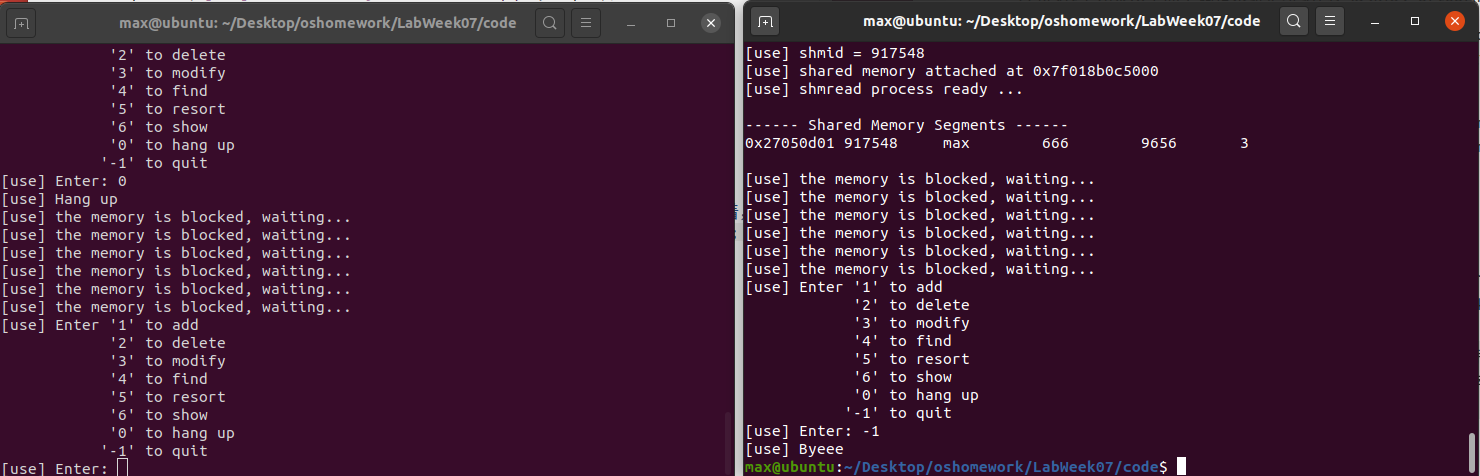 max@ubuntu: ~/Desktop/oshomework/LabWeek07/code
'2' to delete
'3' to modify
'4' to find
'5' to resort
'6' to show
'0' to hang up
'-1' to quit
[use] Enter: 0
[use] Hang up
[use] the memory is blocked, waiting...
[use] the memory is blocked, waiting...
[use] the memory is blocked, waiting...
[use] the memory is blocked, waiting...
[use] the memory is blocked, waiting...
[use] the memory is blocked, waiting...
[use] Enter '1' to add
'2' to delete
'3' to modify
'4' to find
'5' to resort
'6' to show
'0' to hang up
'-1' to quit
[use] Enter:
max@ubuntu: ~/Desktop/oshomework/LabWeek07/code
[use] shmid = 917548
[use] shared memory attached at 0x7f018b0c5000
[use] shmread process ready ...
------ Shared Memory Segments ------
0x27050d01 917548 max 666 9656 3
[use] the memory is blocked, waiting...
[use] the memory is blocked, waiting...
[use] the memory is blocked, waiting...
[use] the memory is blocked, waiting...
[use] the memory is blocked, waiting...
[use] the memory is blocked, waiting...
[use] Enter '1' to add
'2' to delete
'3' to modify
'4' to find
'5' to resort
'6' to show
'0' to hang up
'-1' to quit
[use] Enter: -1
[use] Byeee
max@ubuntu:~/Desktop/oshomework/LabWeek07/code$